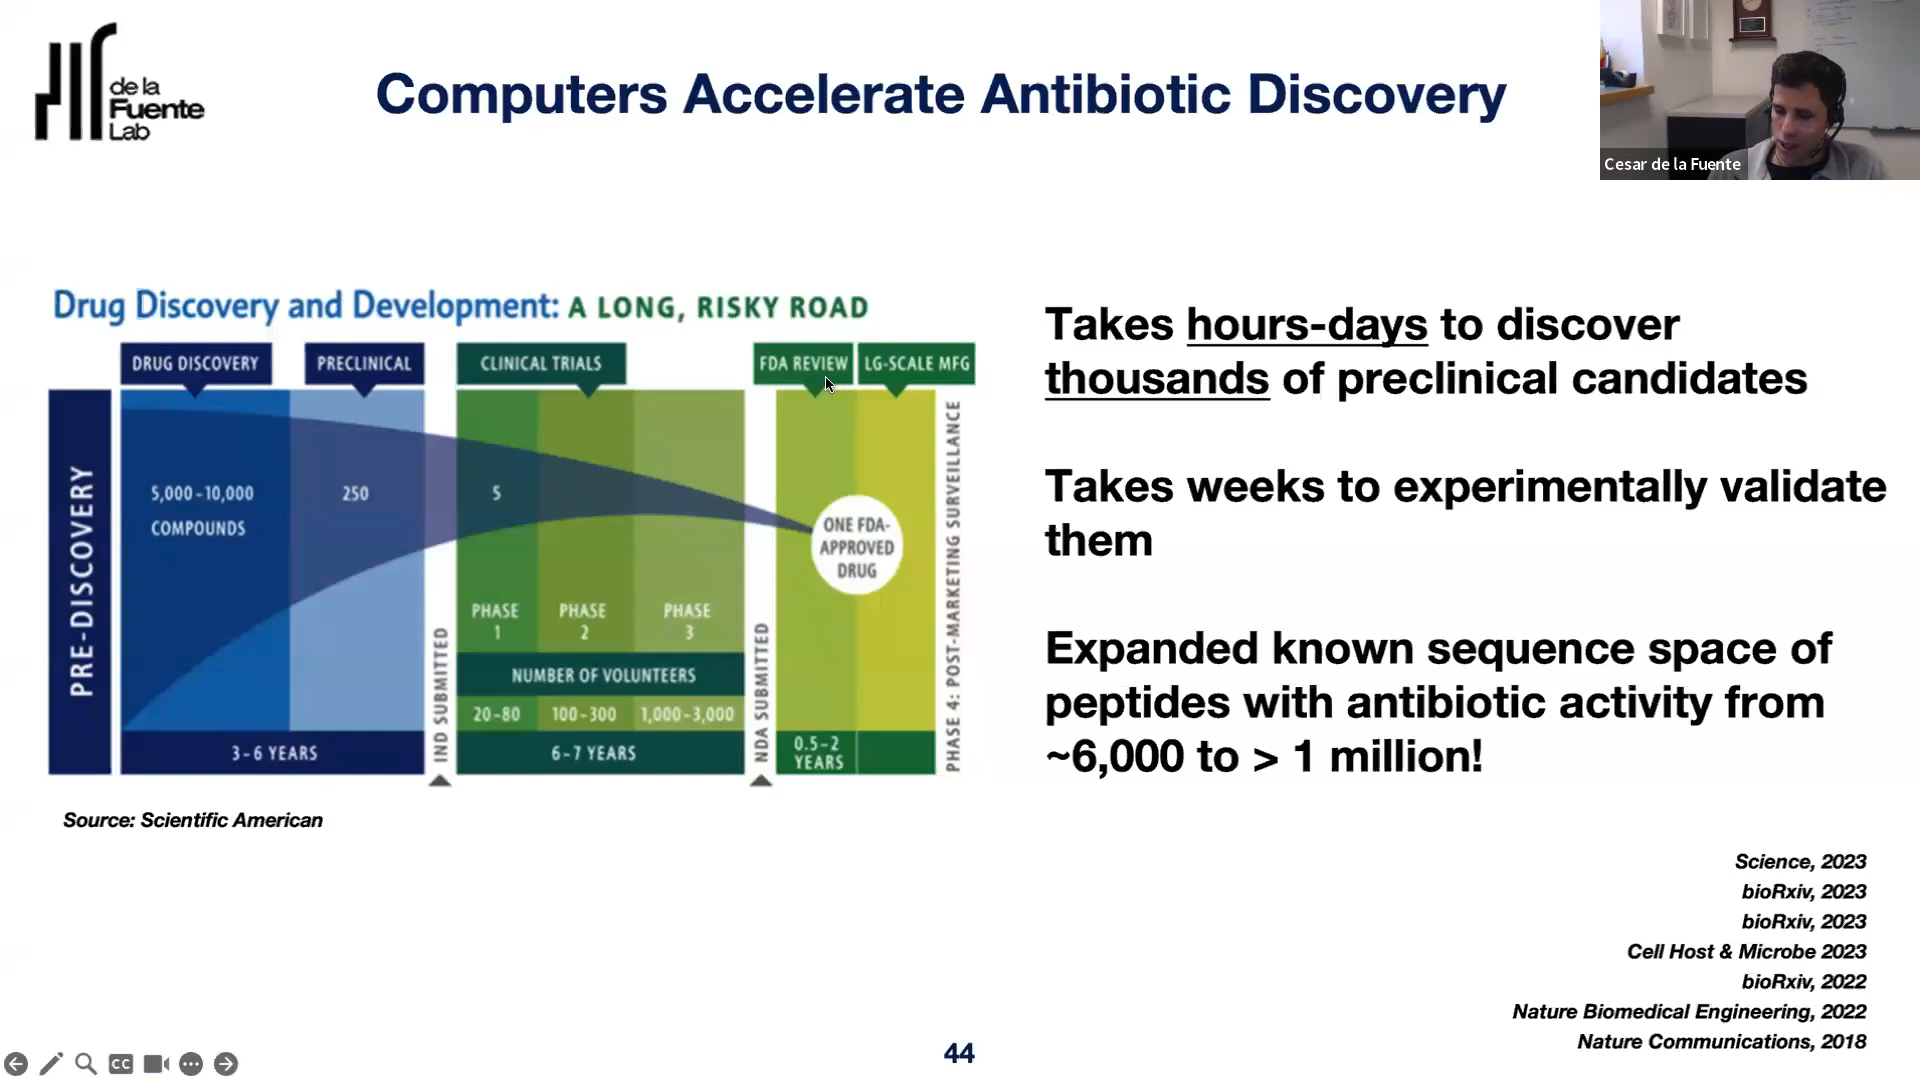 de la
Fuente
Lab
Computers Accelerate Antibiotic Discovery
Cesar de la Fuente
Drug Discovery and Development: A LONG, RISKY ROAD
DRUG DISCOVERY
PRECLINICAL
CLINICAL TRIALS
FDA REVIEW
LG-SCALE MFG
PRE-DISCOVERY
5,000-10,000
COMPOUNDS
250
5
ONE FDA-
APPROVED
DRUG
PHASE
1
PHASE
2
PHASE
3
NUMBER OF VOLUNTEERS
20-80
100-300
1,000-3,000
3-6 YEARS
IND SUBMITTED
6-7 YEARS
NDA SUBMITTED
0.5-2
YEARS
PHASE 4: POST-MARKETING SURVEILLANCE
Source: Scientific American
Takes hours-days to discover
thousands of preclinical candidates
Takes weeks to experimentally validate
them
Expanded known sequence space of
peptides with antibiotic activity from
~6,000 to > 1 million!
Science, 2023
bioRxiv, 2023
bioRxiv, 2023
Cell Host & Microbe 2023
bioRxiv, 2022
Nature Biomedical Engineering, 2022
Nature Communications, 2018
CC
44